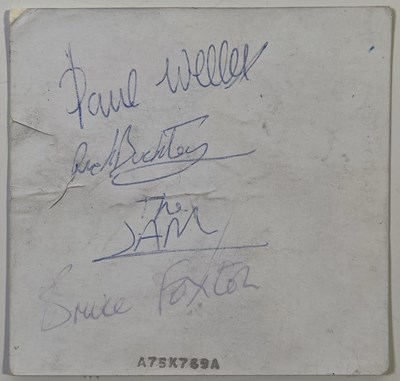 Paul Weller
Rick Buckler
The
JAM
Bruce Foxton
A75K769A